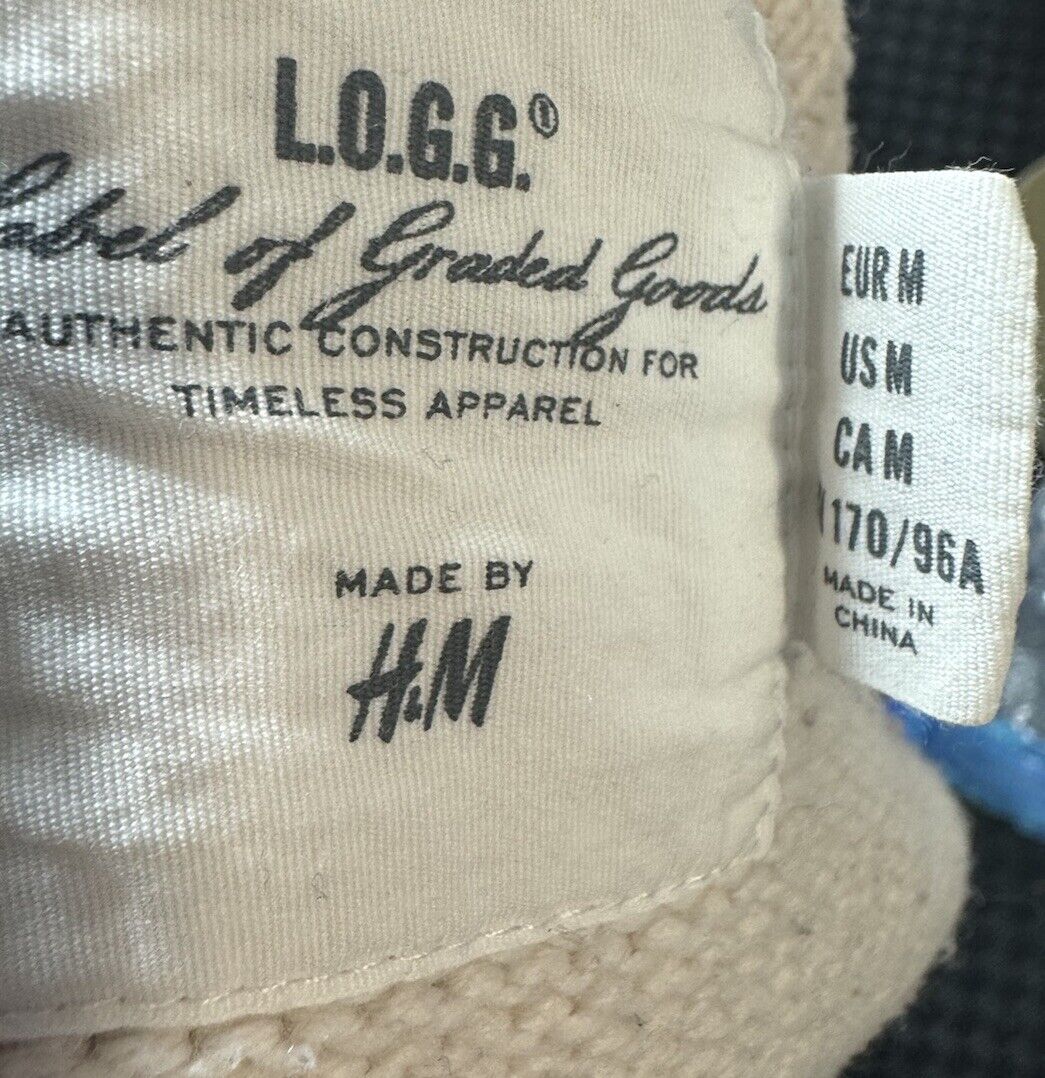 L.O.G.G.®
Label of Graded Goods
AUTHENTIC CONSTRUCTION FOR
TIMELESS APPAREL
MADE BY
H&M
EUR M
US M
CA M
170/96A
MADE IN
CHINA